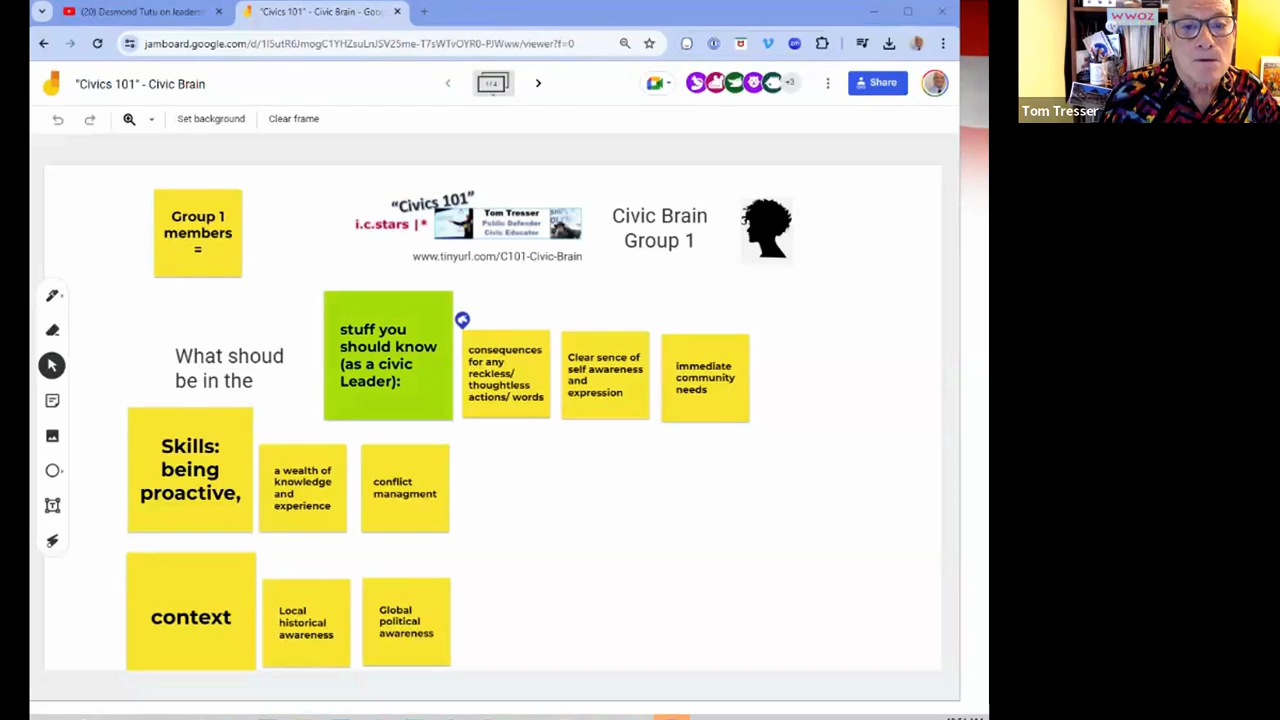 (20) Desmond Tutu on leaders
"Civics 101" - Civic Brain - Goo
jamboard.google.com/d/1I5utR6JmogC1YHZsuLnJSV25me-T7sWTvOYR0-PJWww/viewer?f=0
"Civics 101" - Civic Brain
1/4
+3
Share
Set background
Clear frame
WWOZ
Tom Tresser
Group 1
members
=
"Civics 101"
i.c.stars |*
Tom Tresser
Public Defender
Civic Educator
www.tinyurl.com/C101-Civic-Brain
Civic Brain
Group 1
What shoud
be in the
stuff you
should know
(as a civic
Leader):
consequences
for any
reckless/
thoughtless
actions/ words
Clear sence of
self awareness
and
expression
immediate
community
needs
Skills:
being
proactive,
a wealth of
knowledge
and
experience
conflict
managment
context
Local
historical
awareness
Global
political
awareness